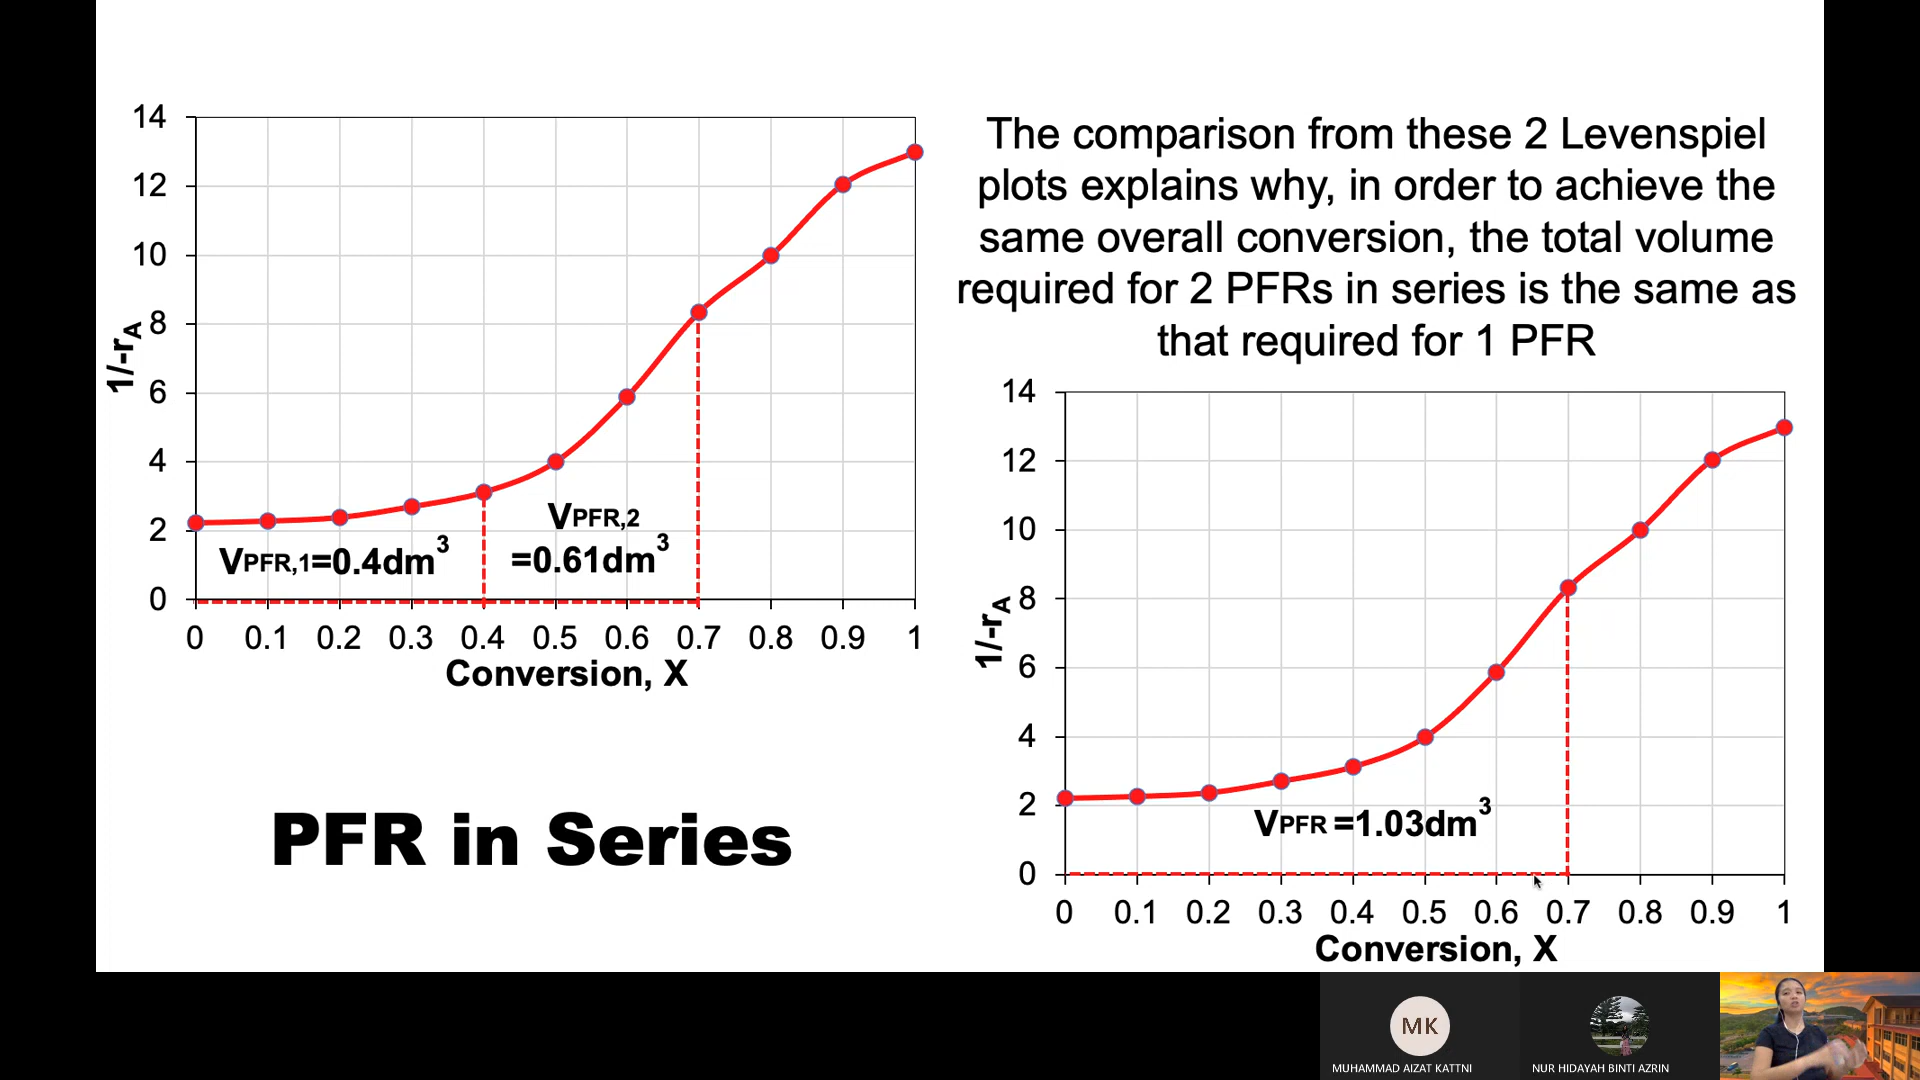 The comparison from these 2 Levenspiel
plots explains why, in order to achieve the
same overall conversion, the total volume
required for 2 PFRs in series is the same as
that required for 1 PFR
14
12
10
8
6
4
2
0
1/-rA
VPFR,1=0.4dm³
VPFR,2
=0.61dm³
0 0.1 0.2 0.3 0.4 0.5 0.6 0.7 0.8 0.9 1
Conversion, X
PFR in Series
14
12
10
8
6
4
2
0
1/-rA
VPFR =1.03dm³
0 0.1 0.2 0.3 0.4 0.5 0.6 0.7 0.8 0.9 1
Conversion, X
MK
MUHAMMAD AIZAT KATTNI
NUR HIDAYAH BINTI AZRIN